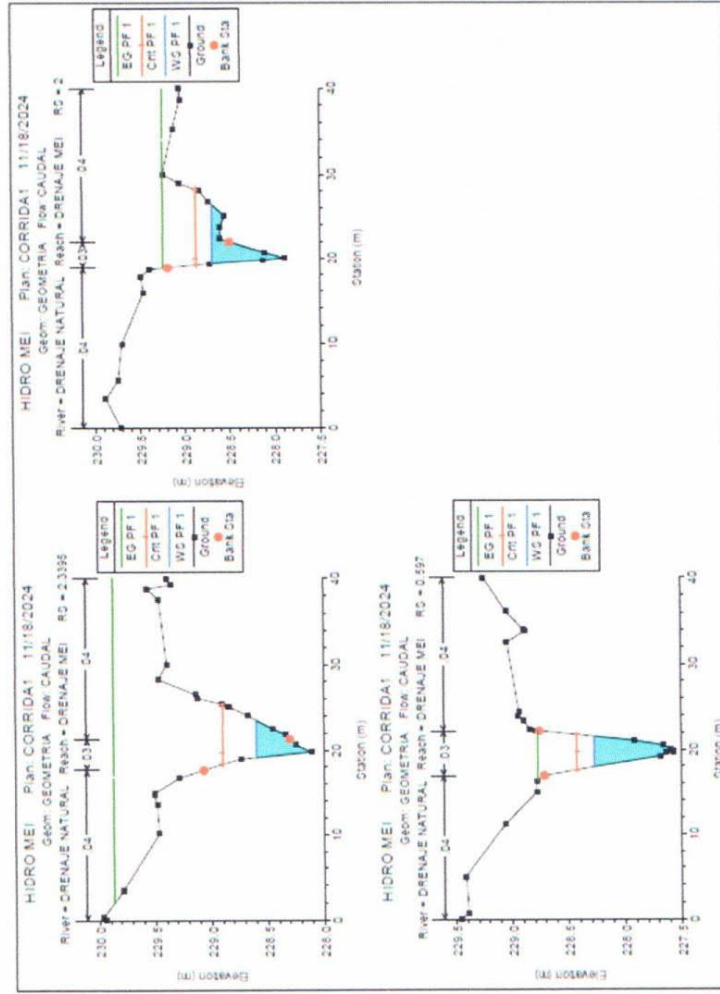 HIDRO MEI Plan: CORRIDA1 11/18/2024
Geom: GEOMETRIA Flow: CAUDAL
River = DRENAJE NATURAL Reach = DRENAJE MEI RS = 2.3395
.04
.03
.04
230.0
229.5
229.0
228.5
228.0
Elevation (m)
0
10
20
30
40
Station (m)
Legend
EG PF 1
Crit PF 1
WS PF 1
Ground
Bank Sta
HIDRO MEI Plan: CORRIDA1 11/18/2024
Geom: GEOMETRIA Flow: CAUDAL
River = DRENAJE NATURAL Reach = DRENAJE MEI RS = 2
.04
.03
.04
230.0
229.5
229.0
228.5
228.0
227.5
Elevation (m)
0
10
20
30
40
Station (m)
Legend
EG PF 1
Crit PF 1
WS PF 1
Ground
Bank Sta
HIDRO MEI Plan: CORRIDA1 11/18/2024
Geom: GEOMETRIA Flow: CAUDAL
River = DRENAJE NATURAL Reach = DRENAJE MEI RS = 0.597
.04
.03
.04
229.5
229.0
228.5
228.0
227.5
Elevation (m)
0
10
20
30
40
Station (m)
Legend
EG PF 1
Crit PF 1
WS PF 1
Ground
Bank Sta